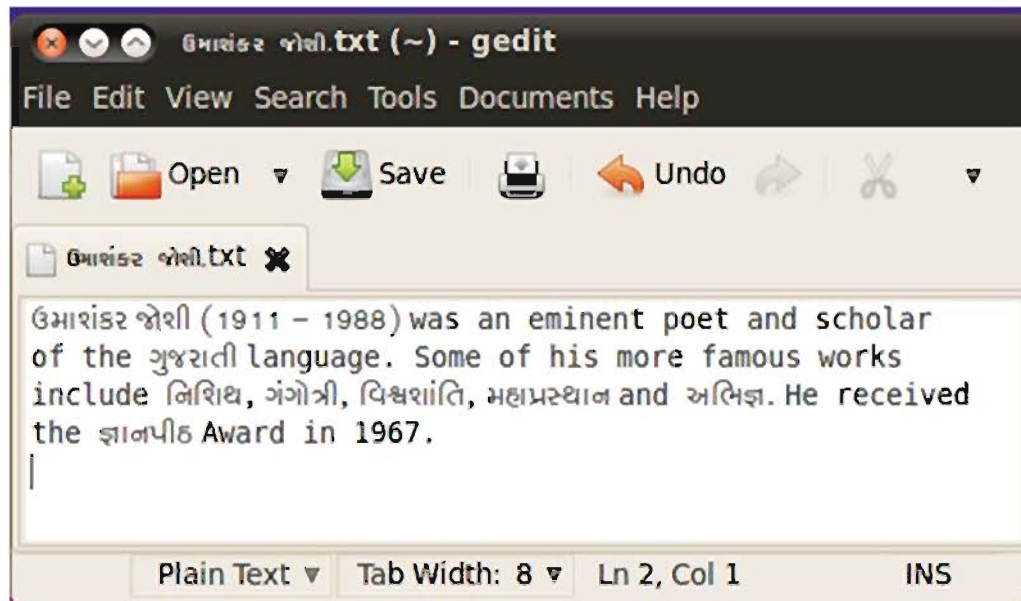 ઉમાશંકર જોશી.txt (~) - gedit
File Edit View Search Tools Documents Help
Open Save Undo
ઉમાશંકર જોશી.txt
ઉમાશંકર જોશી (1911 – 1988) was an eminent poet and scholar
of the ગુજરાતી language. Some of his more famous works
include નિશિથ, ગંગોત્રી, વિશ્વશાંતિ, મહાપ્રસ્થાન and અભિજ્ઞ. He received
the જ્ઞાનપીઠ Award in 1967.
Plain Text Tab Width: 8 Ln 2, Col 1 INS